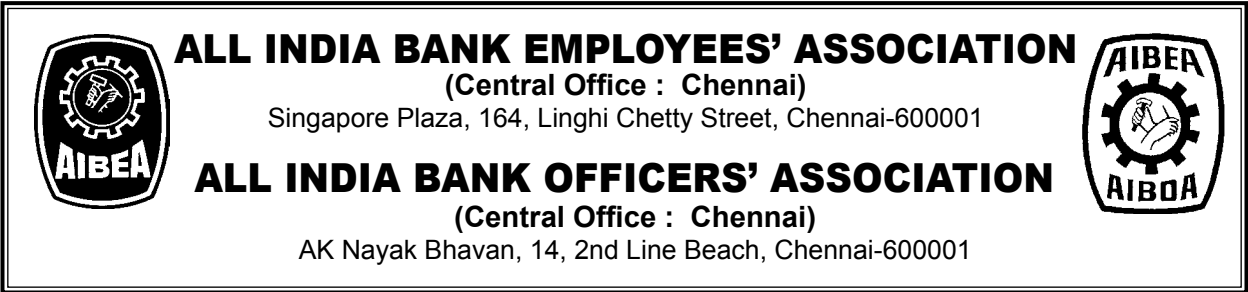 ALL INDIA BANK EMPLOYEES’ ASSOCIATION
(Central Office :  Chennai)
Singapore Plaza, 164, Linghi Chetty Street, Chennai-600001
AIBEA
AIBEA
AIBOA
ALL INDIA BANK OFFICERS’ ASSOCIATION
(Central Office :  Chennai)
AK Nayak Bhavan, 14, 2nd Line Beach, Chennai-600001